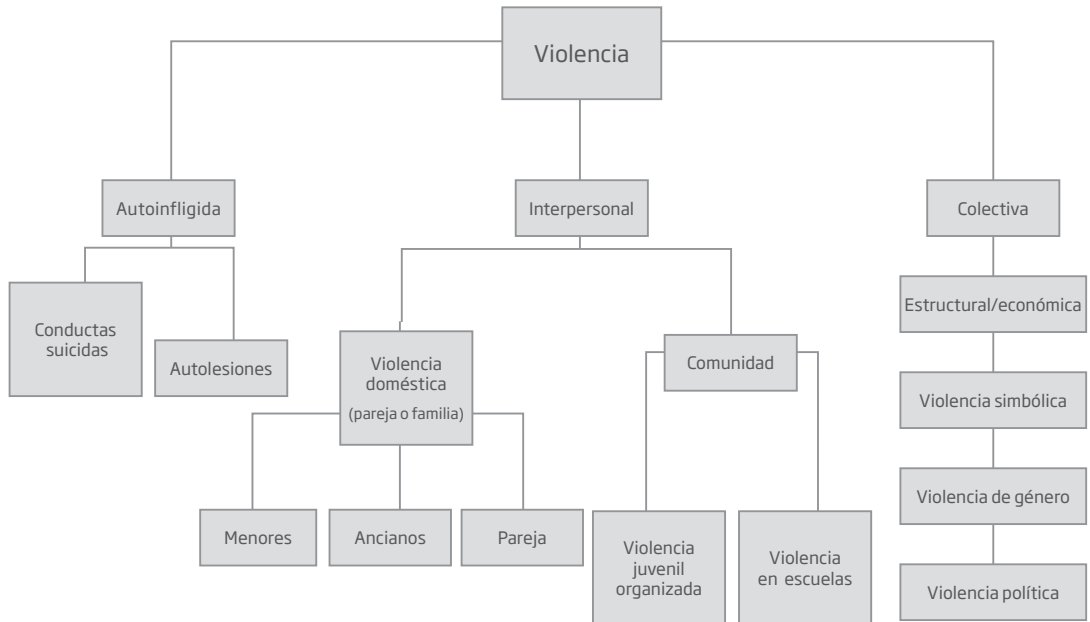 Violencia
Autoinfligida
Interpersonal
Colectiva
Conductas
suicidas
Autolesiones
Violencia
doméstica
(pareja o familia)
Comunidad
Estructural/económica
Violencia simbólica
Violencia de género
Violencia política
Menores
Ancianos
Pareja
Violencia
juvenil
organizada
Violencia
en escuelas